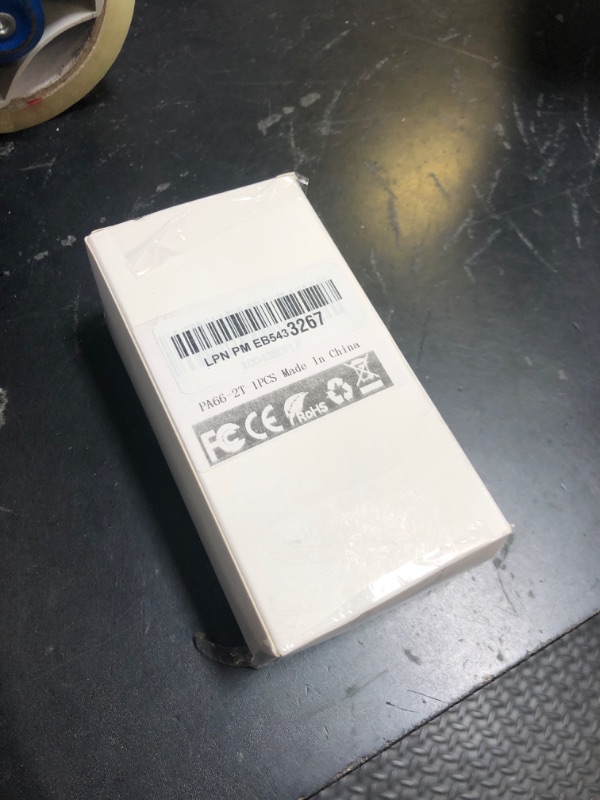 LPN PM EB5433267
PA66-2T-1PCS Made In China
FC CE RoHS